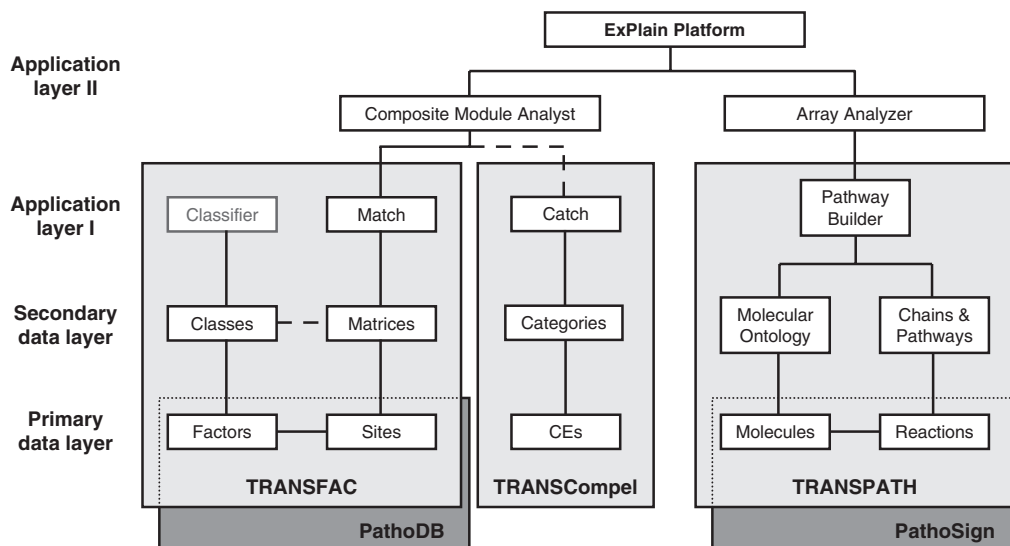 ExPlain Platform
Application
layer II
Composite Module Analyst
Array Analyzer
Application
layer I
Classifier
Match
Catch
Pathway
Builder
Secondary
data layer
Classes
Matrices
Categories
Molecular
Ontology
Chains &
Pathways
Primary
data layer
Factors
Sites
CEs
Molecules
Reactions
TRANSFAC
TRANSCompel
TRANSPATH
PathoDB
PathoSign